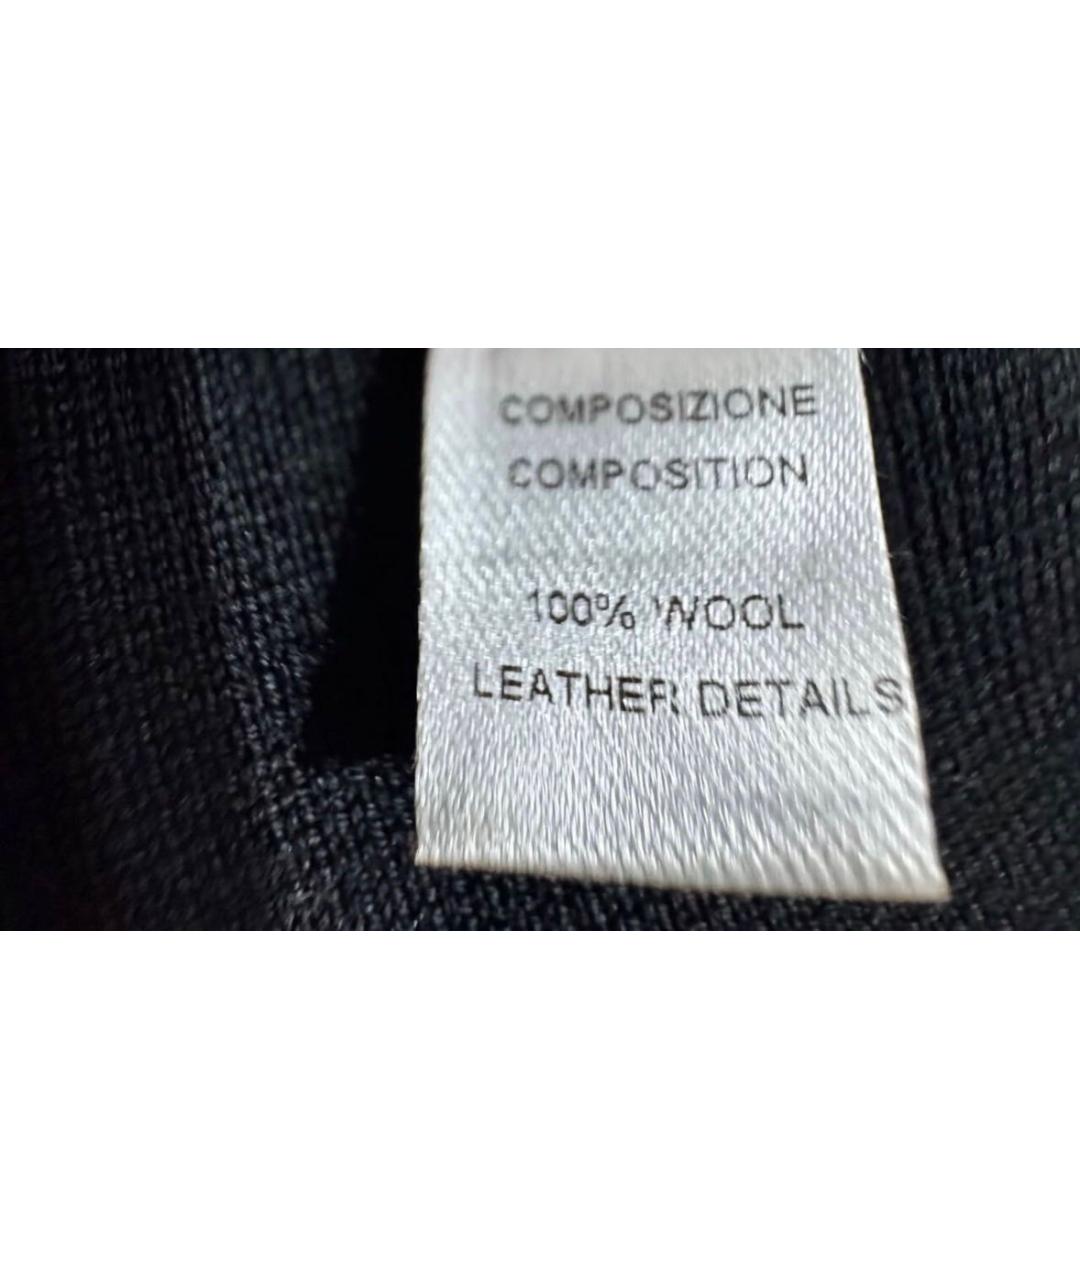 COMPOSIZIONE
COMPOSITION
100% WOOL
LEATHER DETAILS